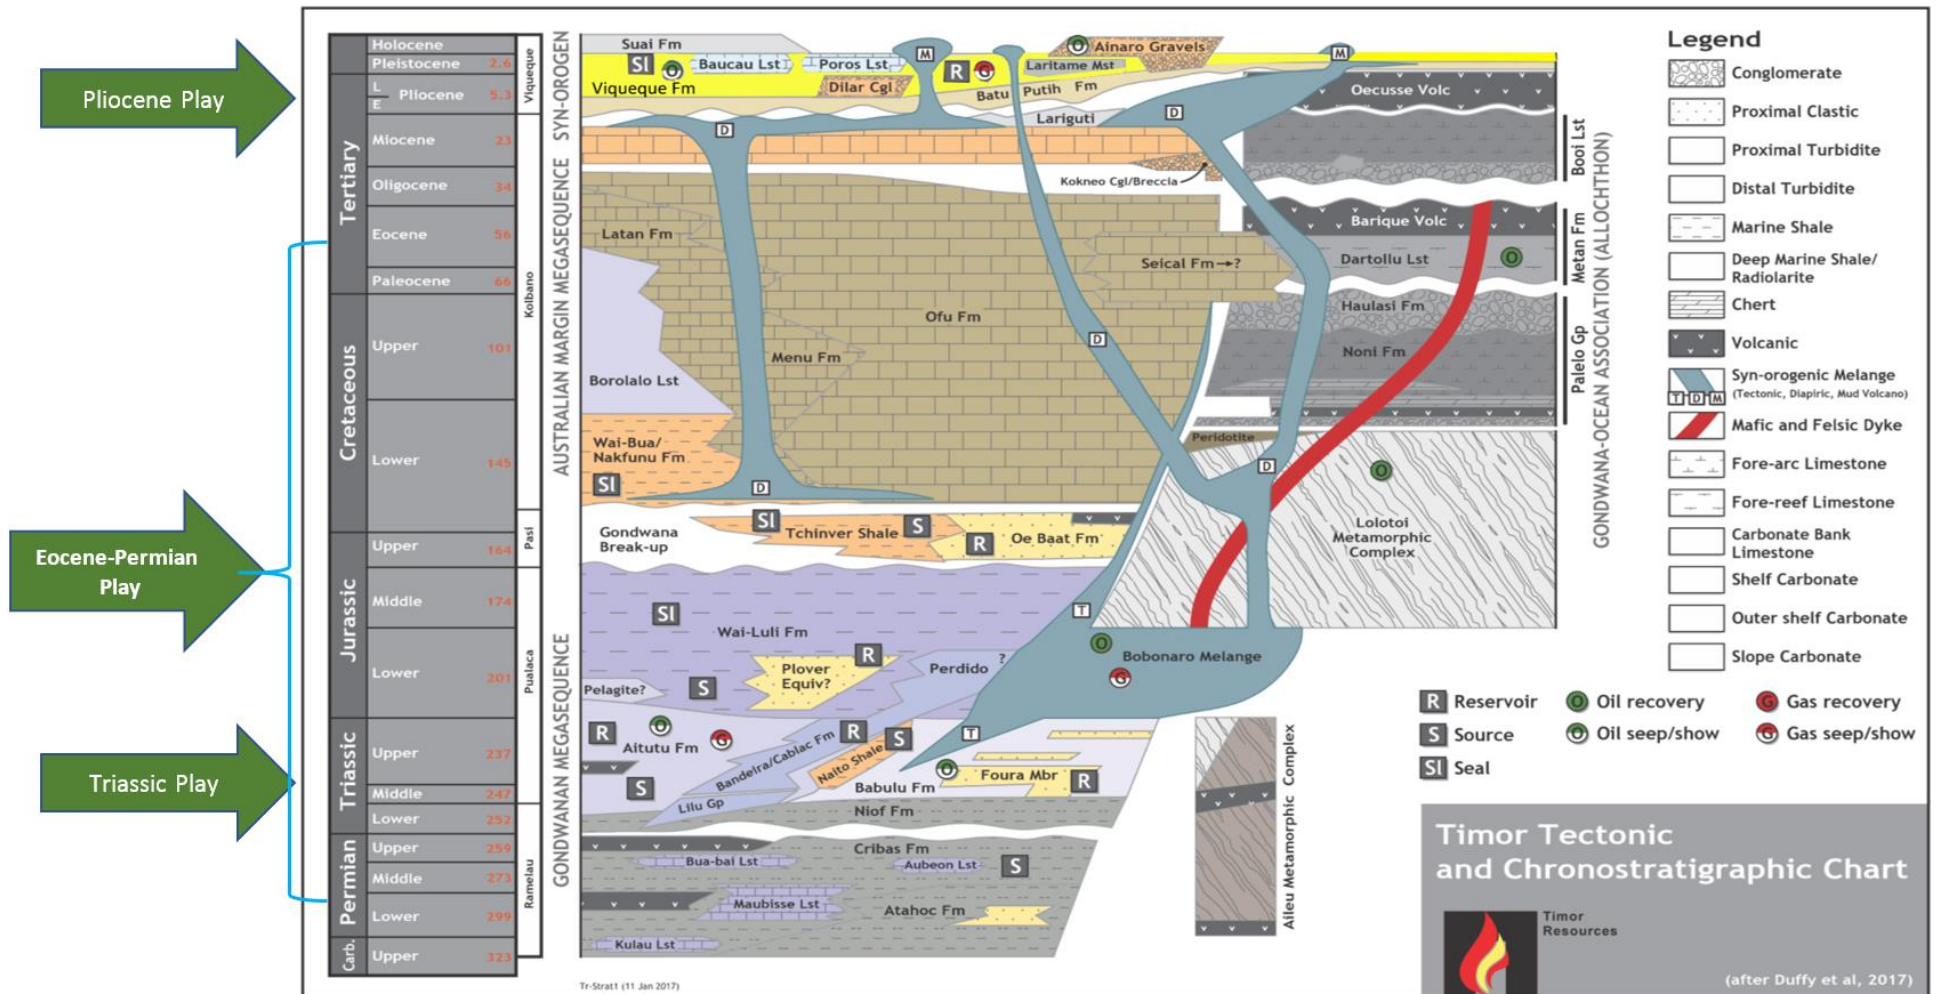 Pliocene Play
Eocene-Permian
Play
Triassic Play
Tertiary
Cretaceous
Jurassic
Triassic
Permian
Carb.
Holocene
Pleistocene 2.6
L
E
Pliocene 5.3
Miocene 23
Oligocene 34
Eocene 56
Paleocene 66
Upper 101
Lower 145
Upper 164
Middle 174
Lower 201
Upper 237
Middle 247
Lower 252
Upper 259
Middle 273
Lower 299
Upper 323
Viqueque
Kolbano
Pasi
Pualaca
Ramelau
SYN-OROGEN
AUSTRALIAN MARGIN MEGASEQUENCE
GONDWANAN MEGASEQUENCE
Suai Fm
SI
O
Baucau Lst
Poros Lst
M
R
G
O
Ainaro Gravels
Laritame Mst
M
Viqueque Fm
Dilar Cgl
Batu Putih Fm
Oecusse Volc
D
Lariguti
D
Kokneo Cgl/Breccia
Latan Fm
Barique Volc
Seical Fm→?
Dartollu Lst
O
Ofu Fm
Haulasi Fm
D
Menu Fm
Noni Fm
Borolalo Lst
Wai-Bua/
Nakfunu Fm
Peridotite
SI
D
D
O
Gondwana
Break-up
SI
Tchinver Shale
S
R
Oe Baat Fm
Lolotoi
Metamorphic
Complex
SI
T
Wai-Luli Fm
R
O
Bobonaro Melange
Plover
Equiv?
Perdido
?
G
Pelagite?
S
R
O
Aitutu Fm
G
Bandeira/Cablac Fm
R
S
T
Naito Shale
O
Foura Mbr
R
S
Lilu Gp
Babulu Fm
Niof Fm
Cribas Fm
Bua-bai Lst
Aubeon Lst
S
Maubisse Lst
Atahoc Fm
Kulau Lst
Aileu Metamorphic Complex
Booi Lst
Metan Fm
Palelo Gp
GONDWANA-OCEAN ASSOCIATION (ALLOCHTHON)
Tr-Strat1 (11 Jan 2017)
Legend
Conglomerate
Proximal Clastic
Proximal Turbidite
Distal Turbidite
Marine Shale
Deep Marine Shale/
Radiolarite
Chert
Volcanic
Syn-orogenic Melange
T D M (Tectonic, Diapiric, Mud Volcano)
Mafic and Felsic Dyke
Fore-arc Limestone
Fore-reef Limestone
Carbonate Bank
Limestone
Shelf Carbonate
Outer shelf Carbonate
Slope Carbonate
R Reservoir O Oil recovery G Gas recovery
S Source O Oil seep/show G Gas seep/show
SI Seal
Timor Tectonic
and Chronostratigraphic Chart
Timor
Resources
(after Duffy et al, 2017)